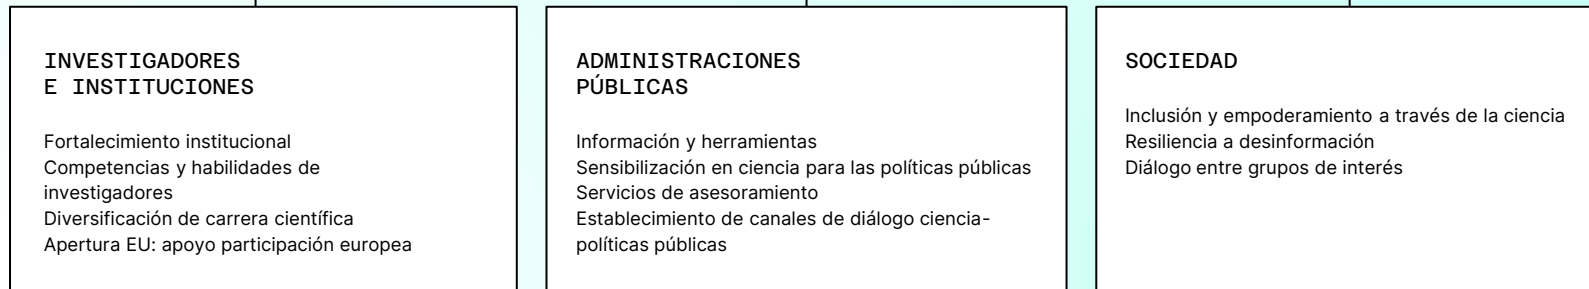 INVESTIGADORES
E INSTITUCIONES
Fortalecimiento institucional
Competencias y habilidades de
investigadores
Diversificación de carrera científica
Apertura EU: apoyo participación europea
ADMINISTRACIONES
PÚBLICAS
Información y herramientas
Sensibilización en ciencia para las políticas públicas
Servicios de asesoramiento
Establecimiento de canales de diálogo ciencia-
políticas públicas
SOCIEDAD
Inclusión y empoderamiento a través de la ciencia
Resiliencia a desinformación
Diálogo entre grupos de interés